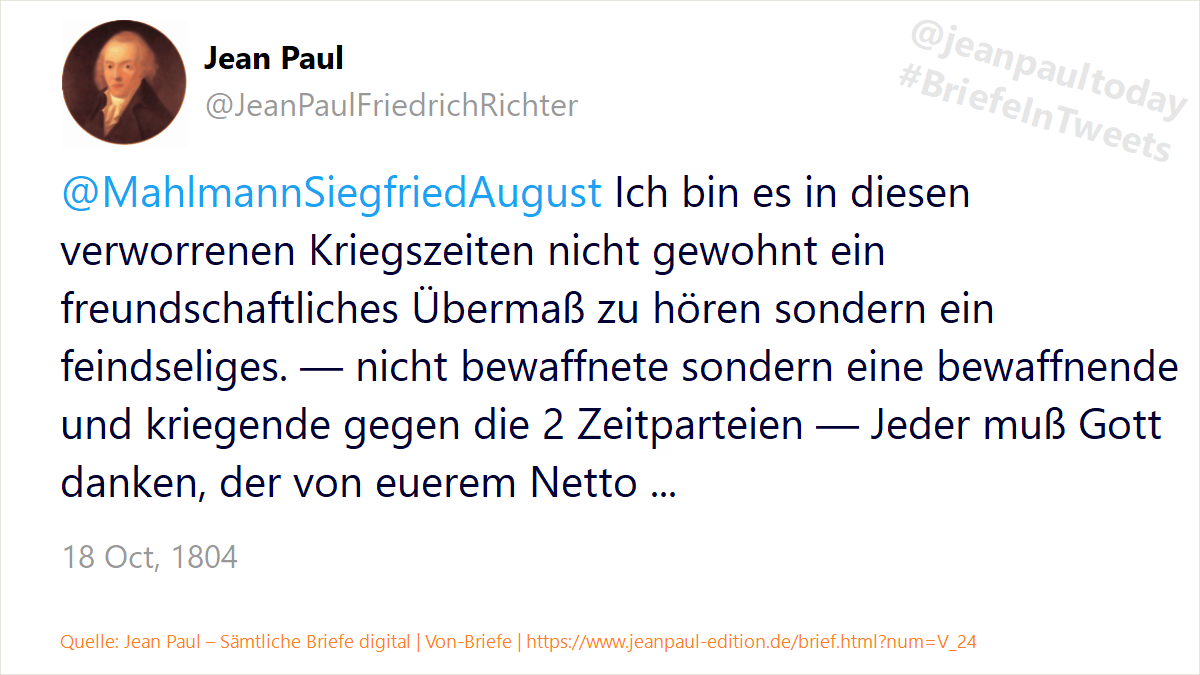 Jean Paul
@JeanPaulFriedrichRichter
@jeanpaultoday
#BriefeInTweets
@MahlmannSiegfriedAugust Ich bin es in diesen
verworrenen Kriegszeiten nicht gewohnt ein
freundschaftliches Übermaß zu hören sondern ein
feindseliges. — nicht bewaffnete sondern eine bewaffnende
und kriegende gegen die 2 Zeitparteien — Jeder muß Gott
danken, der von euerem Netto ...
18 Oct, 1804
Quelle: Jean Paul – Sämtliche Briefe digital | Von-Briefe | https://www.jeanpaul-edition.de/brief.html?num=V_24